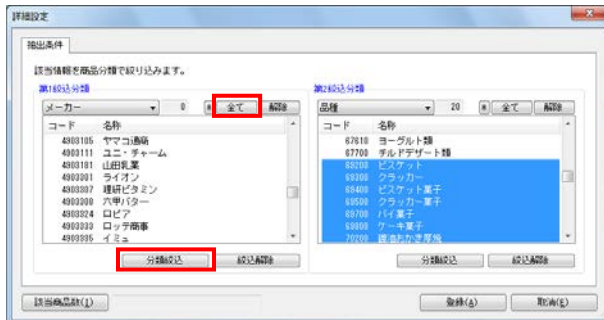 詳細設定
抽出条件
該当情報を商品分類で絞り込みます。
第1絞込分類
メーカー 0 全て 解除
コード 名称
4903105 ヤマコ通商
4903111 ユニ・チャーム
4903181 山田乳業
4903301 ライオン
4903307 理研ビタミン
4903308 六甲バター
4903324 ロピア
4903333 ロッテ商事
4903335 イミュ
分類絞込 絞込解除
第2絞込分類
品種 20 全て 解除
コード 名称
67610 ヨーグルト類
67700 チルドデザート類
69200 ビスケット
69300 クラッカー
69400 ビスケット菓子
69500 クラッカー菓子
69700 パイ菓子
69800 ケーキ菓子
70200
分類絞込 絞込解除
該当商品数(I) 登録(A) 取消(E)